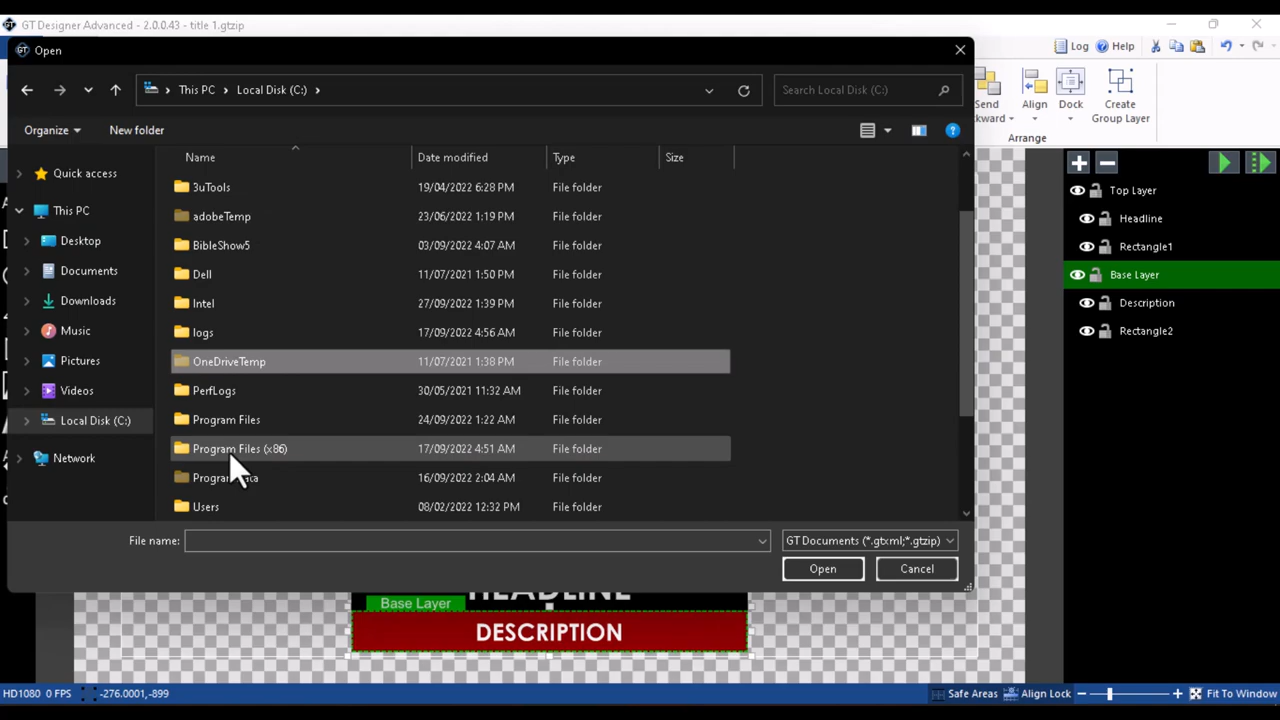 GT Designer Advanced - 2.0.0.43 - title 1.gtzip
Open
Log Help
This PC Local Disk (C:)
Search Local Disk (C:)
Send Align Dock Create
kward Group Layer
Arrange
Organize New folder
Name Date modified Type Size
Quick access
This PC
Desktop
Documents
Downloads
Music
Pictures
Videos
Local Disk (C:)
Network
3uTools 19/04/2022 6:28 PM File folder
adobeTemp 23/06/2022 1:19 PM File folder
BibleShow5 03/09/2022 4:07 AM File folder
Dell 11/07/2021 1:50 PM File folder
Intel 27/09/2022 1:39 PM File folder
logs 17/09/2022 4:56 AM File folder
OneDriveTemp 11/07/2021 1:38 PM File folder
PerfLogs 30/05/2021 11:32 AM File folder
Program Files 24/09/2022 1:22 AM File folder
Program Files (x86) 17/09/2022 4:51 AM File folder
16/09/2022 2:04 AM File folder
Users 08/02/2022 12:32 PM File folder
File name: GT Documents (*.gtxml;*.gtzip)
Open Cancel
Top Layer
Headline
Rectangle1
Base Layer
Description
Rectangle2
HEADLINE
Base Layer
DESCRIPTION
HD1080 0 FPS -276.0001,-899
Safe Areas Align Lock Fit To Window